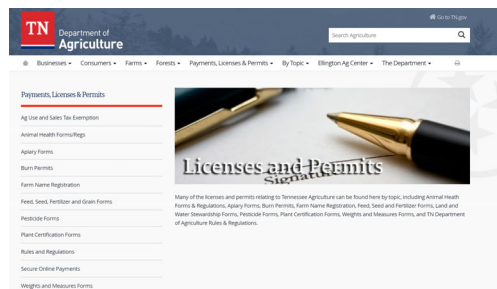 Go to TN.gov
TN
Department of
Agriculture
Search Agriculture
Businesses
Consumers
Farms
Forests
Payments, Licenses & Permits
By Topic
Ellington Ag Center
The Department
Payments, Licenses & Permits
Ag Use and Sales Tax Exemption
Animal Health Forms/Regs
Apiary Forms
Burn Permits
Farm Name Registration
Feed, Seed, Fertilizer and Grain Forms
Pesticide Forms
Plant Certification Forms
Rules and Regulations
Secure Online Payments
Weights and Measures Forms
Licenses and Permits
Signature
Many of the licenses and permits relating to Tennessee Agriculture can be found here by topic, including Animal Heath
Forms & Regulations, Apiary Forms, Burn Permits, Farm Name Registration, Feed, Seed and Fertilizer Forms, Land and
Water Stewardship Forms, Pesticide Forms, Plant Certification Forms, Weights and Measures Forms, and TN Department
of Agriculture Rules & Regulations.